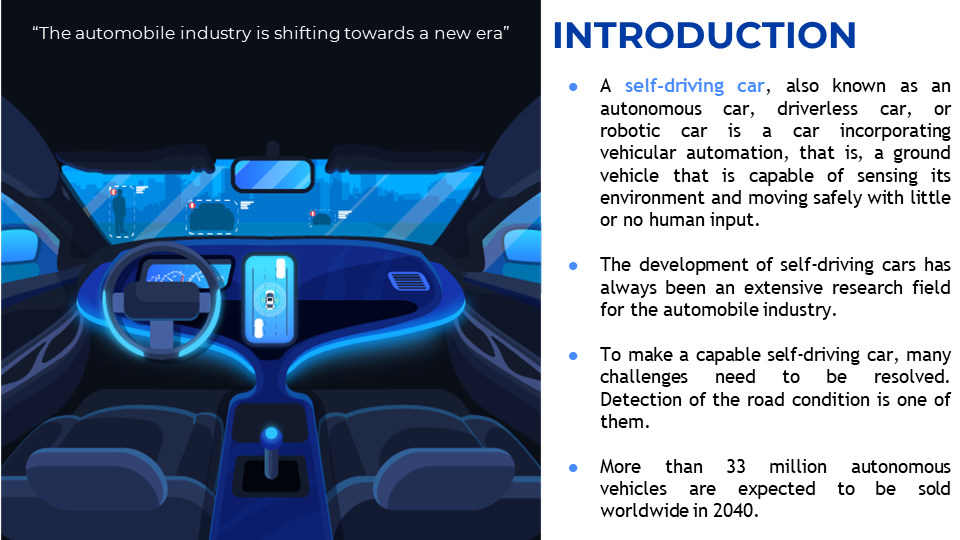 “The automobile industry is shifting towards a new era”
INTRODUCTION
● A self-driving car, also known as an
autonomous car, driverless car, or
robotic car is a car incorporating
vehicular automation, that is, a ground
vehicle that is capable of sensing its
environment and moving safely with little
or no human input.
● The development of self-driving cars has
always been an extensive research field
for the automobile industry.
● To make a capable self-driving car, many
challenges need to be resolved.
Detection of the road condition is one of
them.
● More than 33 million autonomous
vehicles are expected to be sold
worldwide in 2040.